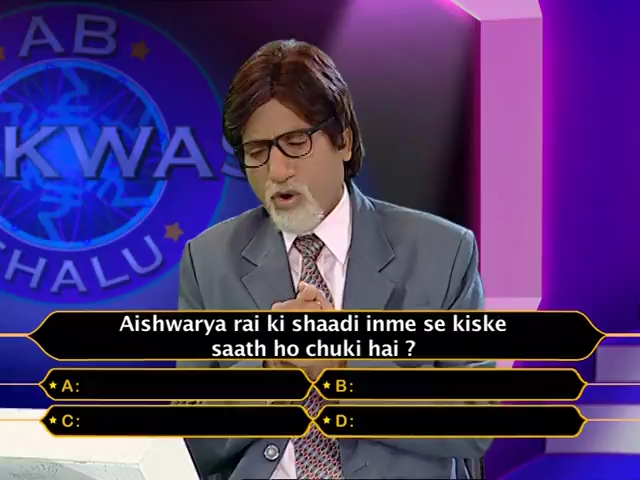 AB
KWAS
HALU
Aishwarya rai ki shaadi inme se kiske
saath ho chuki hai ?
A:
B:
C:
D: